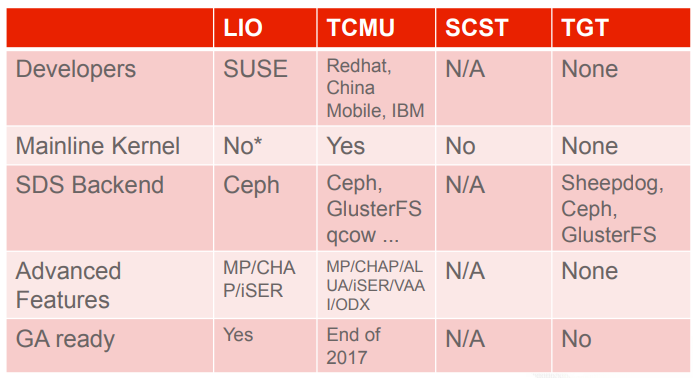 LIO TCMU SCST TGT
Developers SUSE Redhat, China Mobile, IBM N/A None
Mainline Kernel No* Yes No None
SDS Backend Ceph Ceph, GlusterFS qcow ... N/A Sheepdog, Ceph, GlusterFS
Advanced Features MP/CHAP/iSER MP/CHAP/ALUA/iSER/VAAI/ODX N/A None
GA ready Yes End of 2017 N/A No